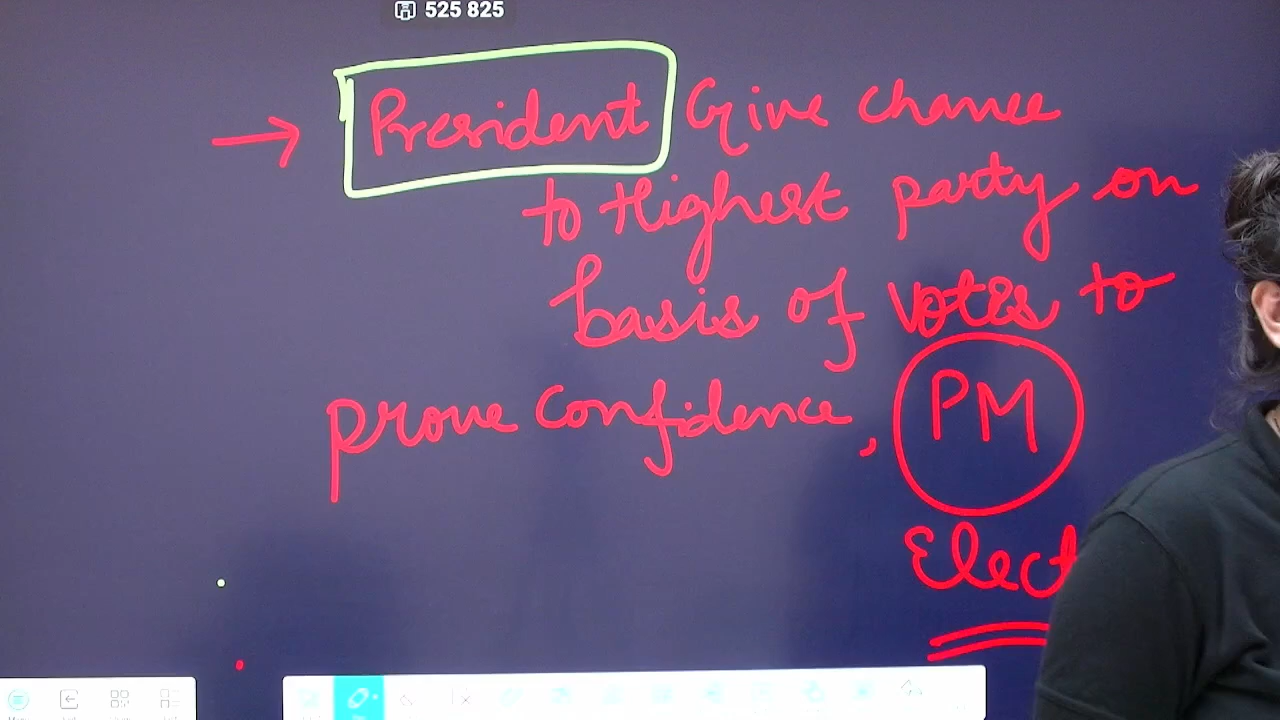 525 825
→ President Give chance
to Highest party on
basis of votes to
prove confidence, PM
Elect